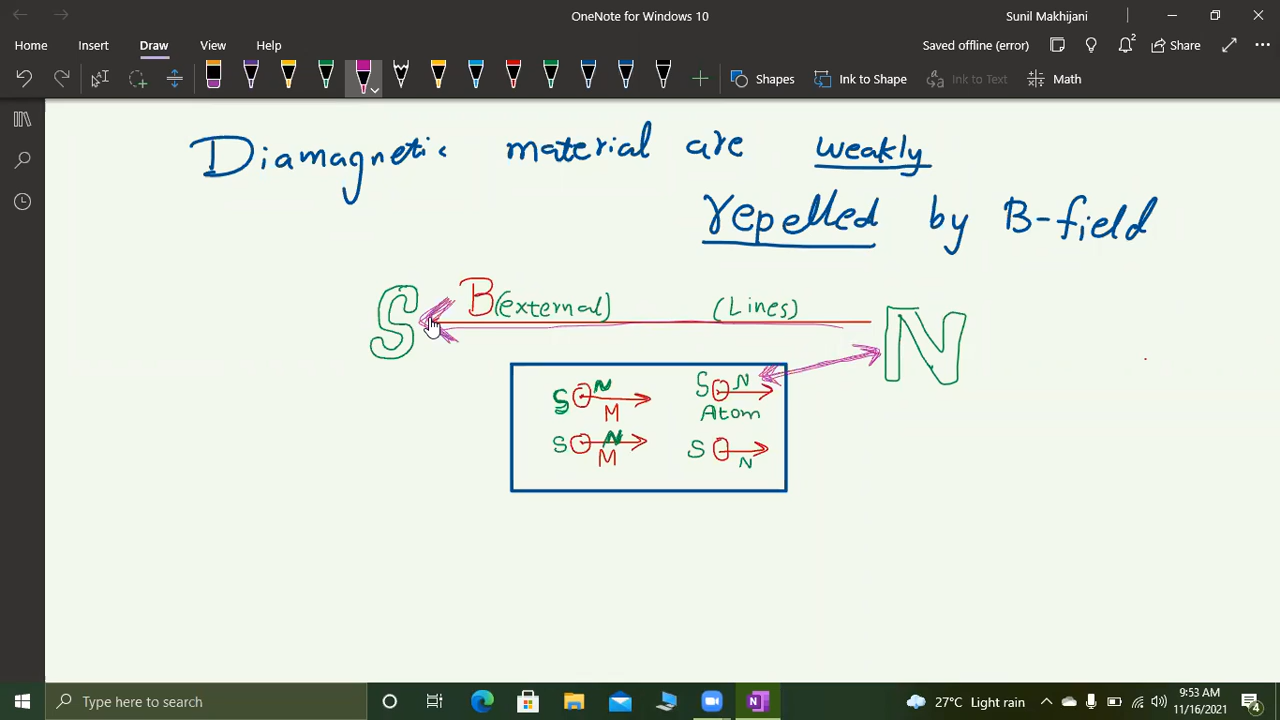 OneNote for Windows 10
Sunil Makhijani
Home Insert Draw View Help
Saved offline (error)
Share
Shapes
Ink to Shape
Ink to Text
Math
Diamagnetic material are weakly
repelled by B-field
S B(external) (Lines) N
S N S N
M Atom
S N S
M N
Type here to search
27°C Light rain
9:53 AM
11/16/2021
4